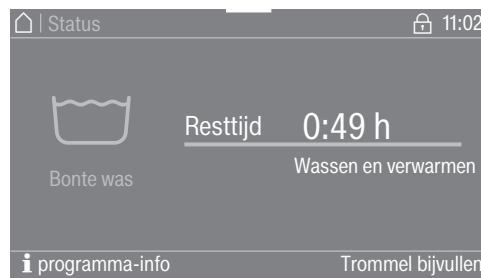 | Status 11:02
Resttijd 0:49 h
Wassen en verwarmen
Bonte was
i programma-info Trommel bijvullen